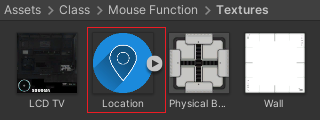 Assets > Class > Mouse Function > Textures
LCD TV
Location
Physical B...
Wall